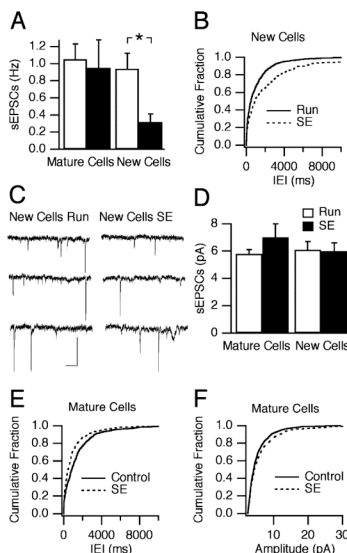 A
sEPSCs (Hz)
1.2
1.0
0.8
0.6
0.4
0.2
0.0
*
Mature Cells New Cells
B
New Cells
Cumulative Fraction
1.0
0.8
0.6
0.4
0.2
0.0
Run
SE
0 4000 8000
IEI (ms)
C
New Cells Run New Cells SE
D
Run
SE
sEPSCs (pA)
8
6
4
2
0
Mature Cells New Cells
E
Mature Cells
Cumulative Fraction
1.0
0.8
0.6
0.4
0.2
0.0
Control
SE
0 4000 8000
IEI (ms)
F
Mature Cells
Cumulative Fraction
1.0
0.8
0.6
0.4
0.2
0.0
Control
SE
10 20 30
Amplitude (pA)